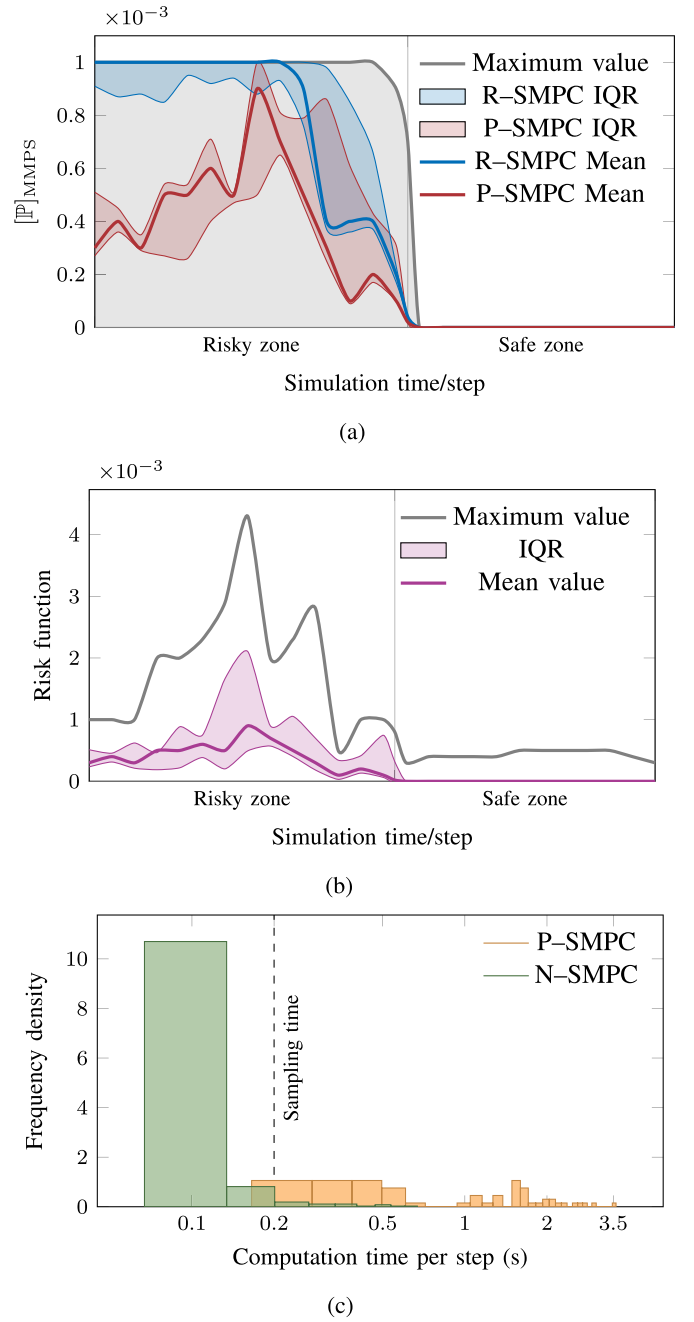 ×10−3
1
0.8
0.6
0.4
0.2
0
[ℙ]MMPS
Maximum value
R–SMPC IQR
P–SMPC IQR
R–SMPC Mean
P–SMPC Mean
Risky zone
Safe zone
Simulation time/step
(a)
×10−3
4
3
2
1
0
Risk function
Maximum value
IQR
Mean value
Risky zone
Safe zone
Simulation time/step
(b)
10
8
6
4
2
0
Frequency density
Sampling time
P–SMPC
N–SMPC
0.1 0.2 0.5 1 2 3.5
Computation time per step (s)
(c)